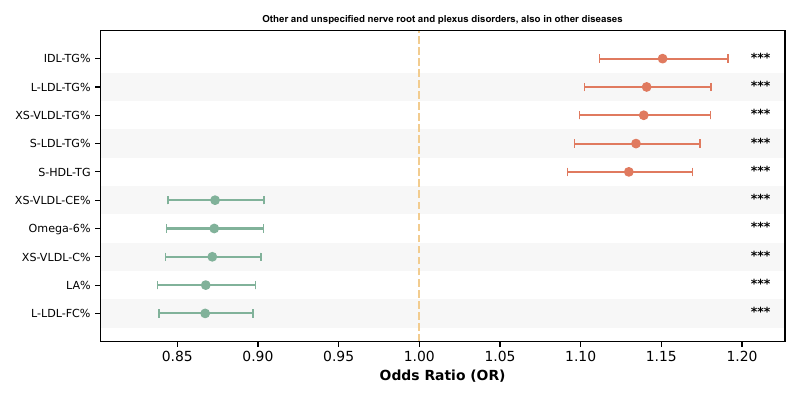 Other and unspecified nerve root and plexus disorders, also in other diseases
IDL-TG% ***
L-LDL-TG% ***
XS-VLDL-TG% ***
S-LDL-TG% ***
S-HDL-TG ***
XS-VLDL-CE% ***
Omega-6% ***
XS-VLDL-C% ***
LA% ***
L-LDL-FC% ***
0.85 0.90 0.95 1.00 1.05 1.10 1.15 1.20
Odds Ratio (OR)